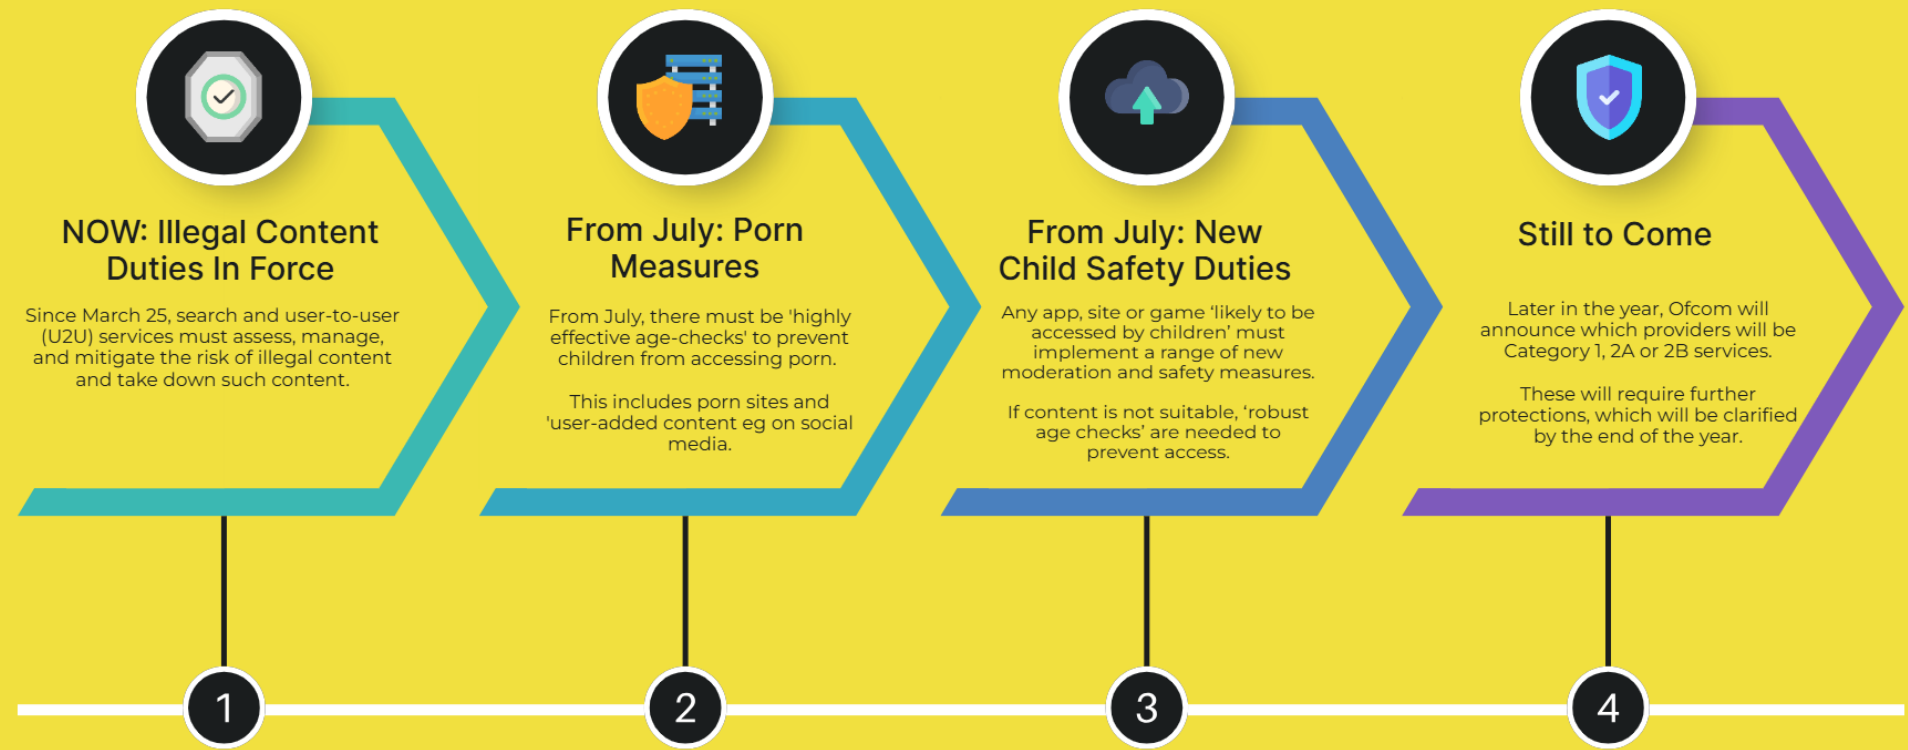 NOW: Illegal Content
Duties In Force
Since March 25, search and user-to-user
(U2U) services must assess, manage,
and mitigate the risk of illegal content
and take down such content.
1
From July: Porn
Measures
From July, there must be 'highly
effective age-checks' to prevent
children from accessing porn.
This includes porn sites and
'user-added content eg on social
media.
2
From July: New
Child Safety Duties
Any app, site or game ‘likely to be
accessed by children’ must
implement a range of new
moderation and safety measures.
If content is not suitable, ‘robust
age checks’ are needed to
prevent access.
3
Still to Come
Later in the year, Ofcom will
announce which providers will be
Category 1, 2A or 2B services.
These will require further
protections, which will be clarified
by the end of the year.
4